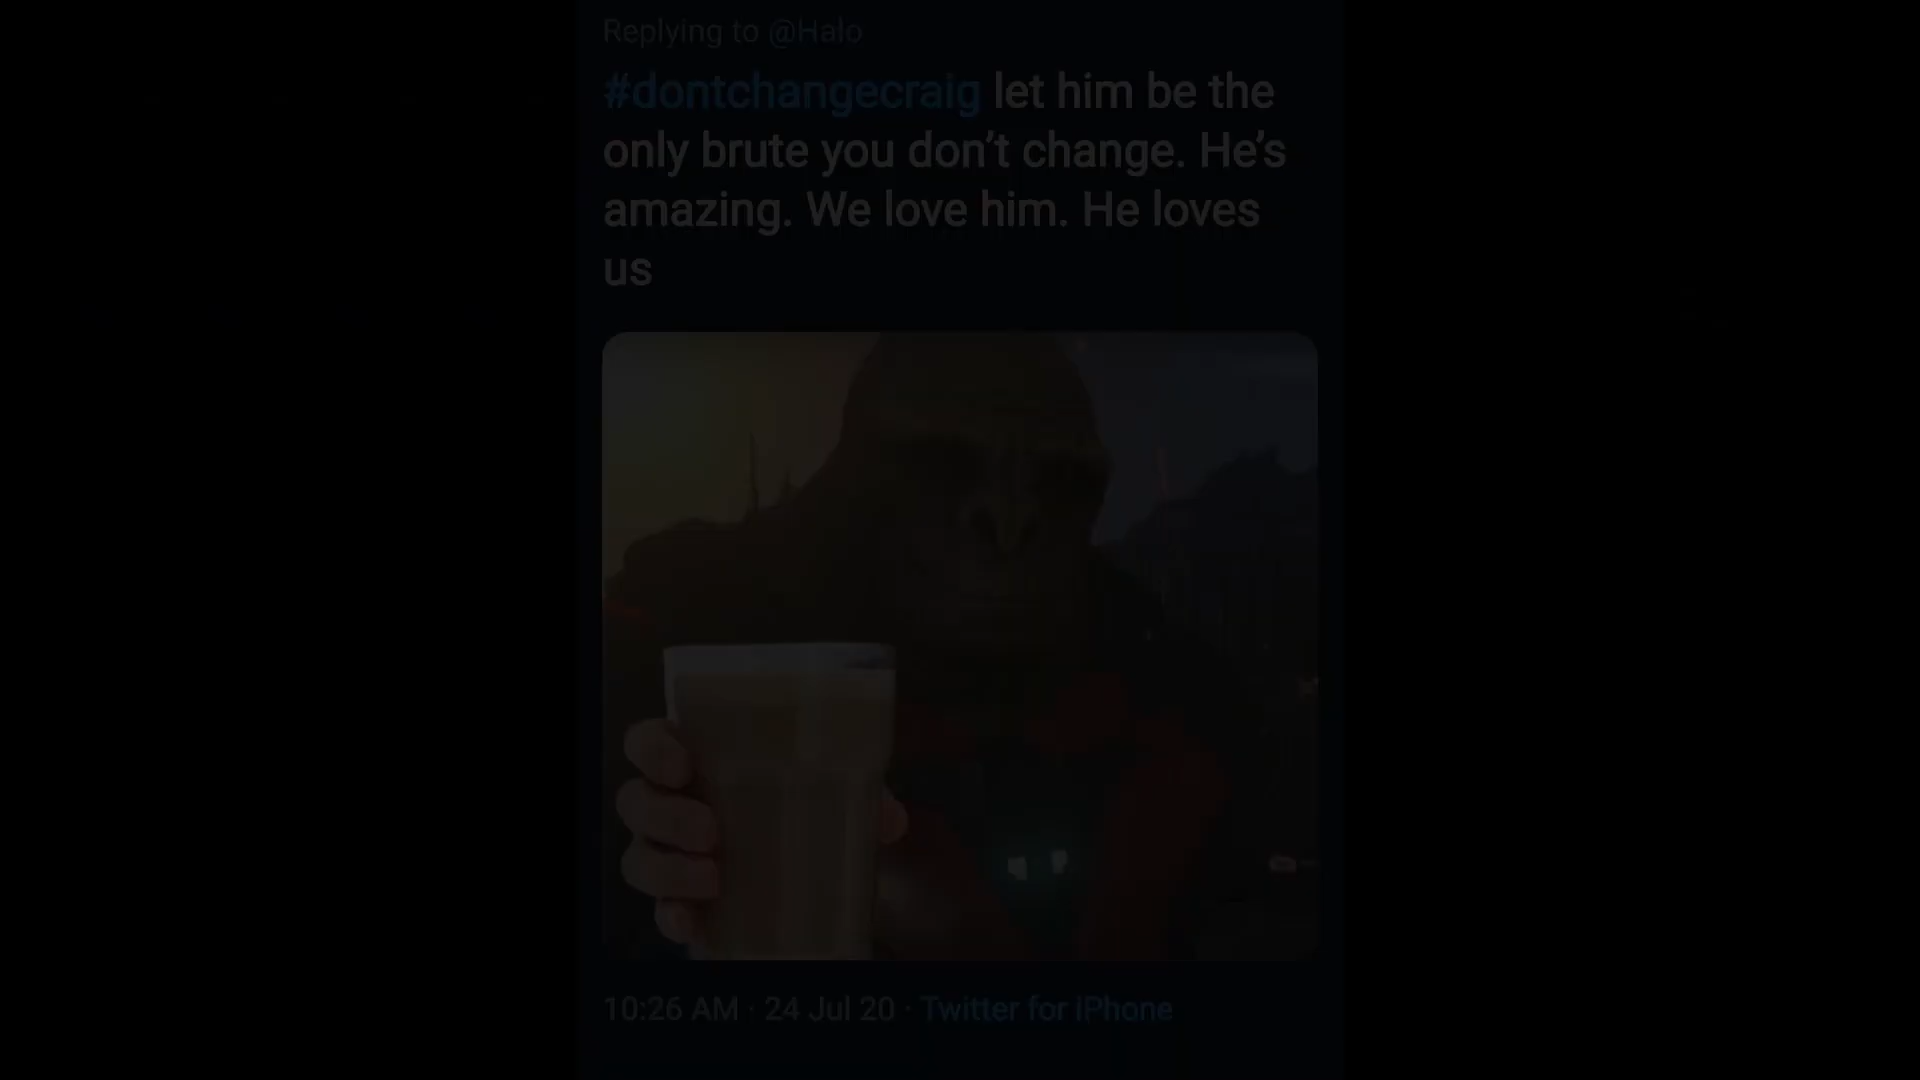 Replying to @Halo
#dontchangecraig let him be the
only brute you don’t change. He’s
amazing. We love him. He loves
us
10:26 AM · 24 Jul 20 · Twitter for iPhone